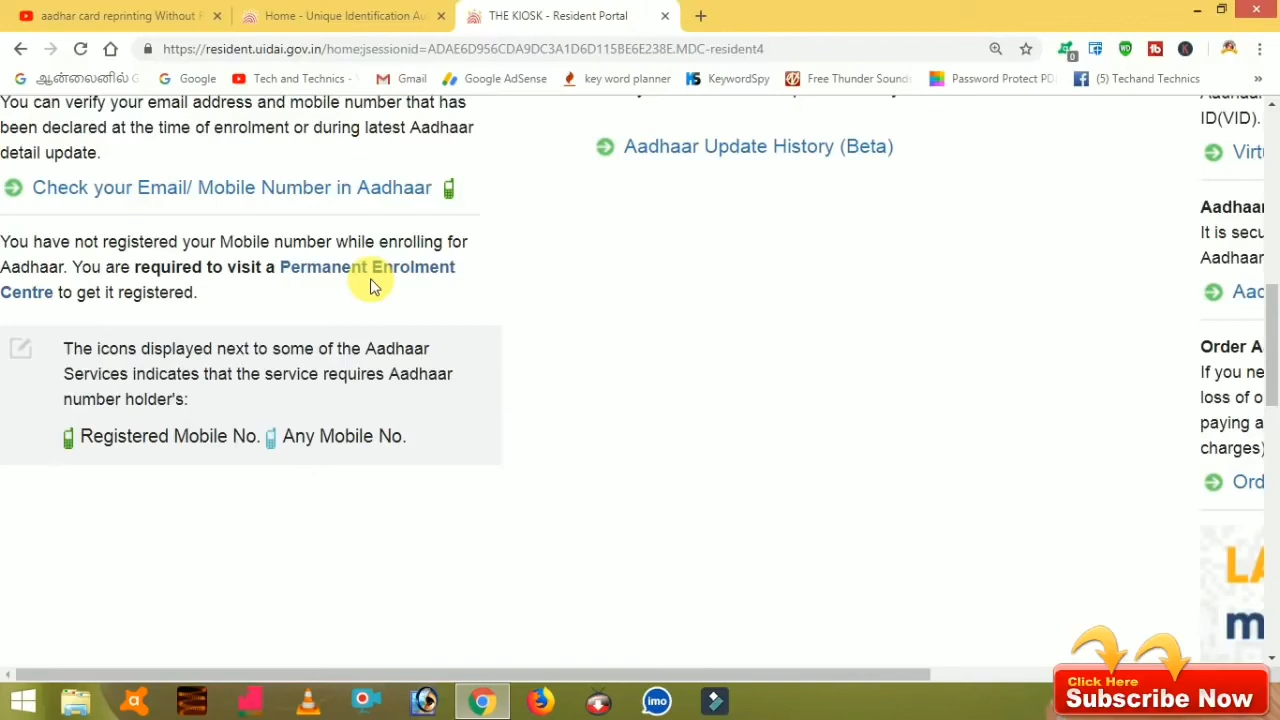 aadhar card reprinting Without
Home - Unique Identification Au
THE KIOSK - Resident Portal
https://resident.uidai.gov.in/home;jsessionid=ADAE6D956CDA9DC3A1D6D115BE6E238E.MDC-resident4
ஆன்லைனில்
Google
Tech and Technics -
Gmail
Google AdSense
key word planner
KeywordSpy
Free Thunder Sound
Password Protect PD
(5) Techand Technics
»
You can verify your email address and mobile number that has
been declared at the time of enrolment or during latest Aadhaar
detail update.
Check your Email/ Mobile Number in Aadhaar
You have not registered your Mobile number while enrolling for
Aadhaar. You are required to visit a Permanent Enrolment
Centre to get it registered.
The icons displayed next to some of the Aadhaar
Services indicates that the service requires Aadhaar
number holder's:
Registered Mobile No. Any Mobile No.
Aadhaar Update History (Beta)
ID(VID).
Virtu
Aadhaar
It is secu
Aadhaar
Aad
Order A
If you ne
loss of o
paying a
charges)
Ord
LA
m
imo
Click Here
Subscribe Now